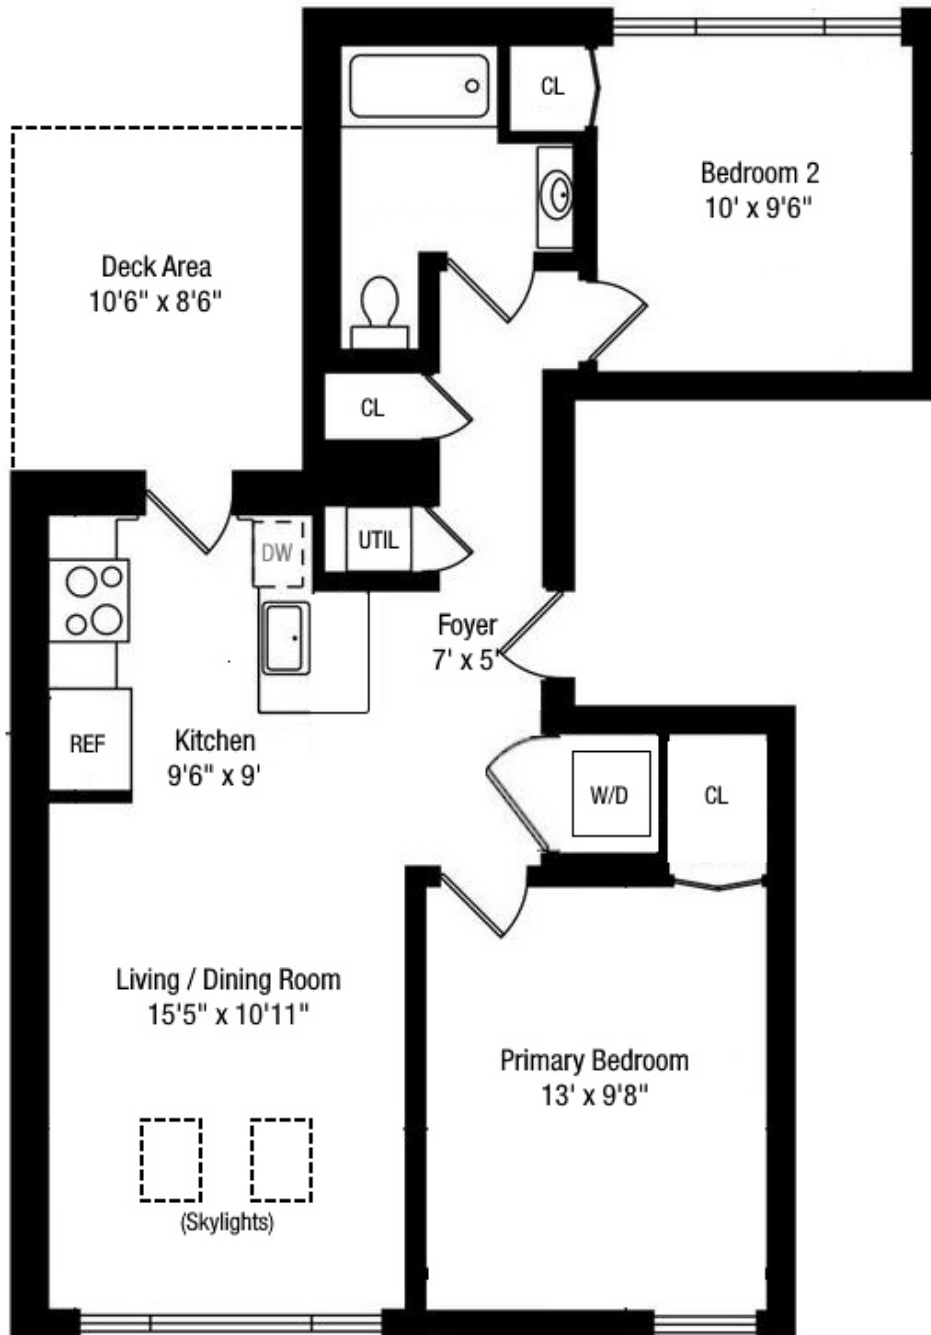 CL
Bedroom 2
10' x 9'6"
Deck Area
10'6" x 8'6"
CL
UTIL
DW
Foyer
7' x 5'
REF
Kitchen
9'6" x 9'
W/D
CL
Living / Dining Room
15'5" x 10'11"
Primary Bedroom
13' x 9'8"
(Skylights)